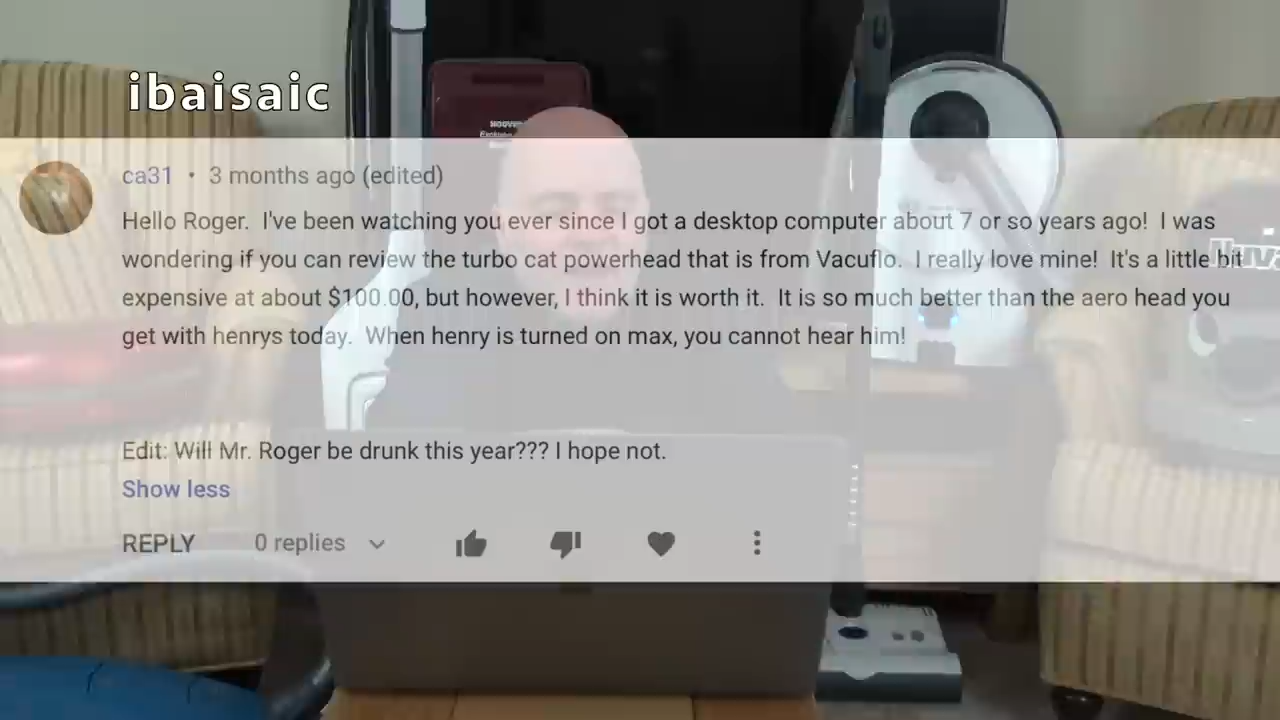 ibaisaic
HOOVER
ca31 • 3 months ago (edited)
Hello Roger.  I've been watching you ever since I got a desktop computer about 7 or so years ago!  I was
wondering if you can review the turbo cat powerhead that is from Vacuflo.  I really love mine!  It's a little bit
expensive at about $100.00, but however, I think it is worth it.  It is so much better than the aero head you
get with henrys today.  When henry is turned on max, you cannot hear him!
Edit: Will Mr. Roger be drunk this year??? I hope not.
Show less
REPLY 0 replies